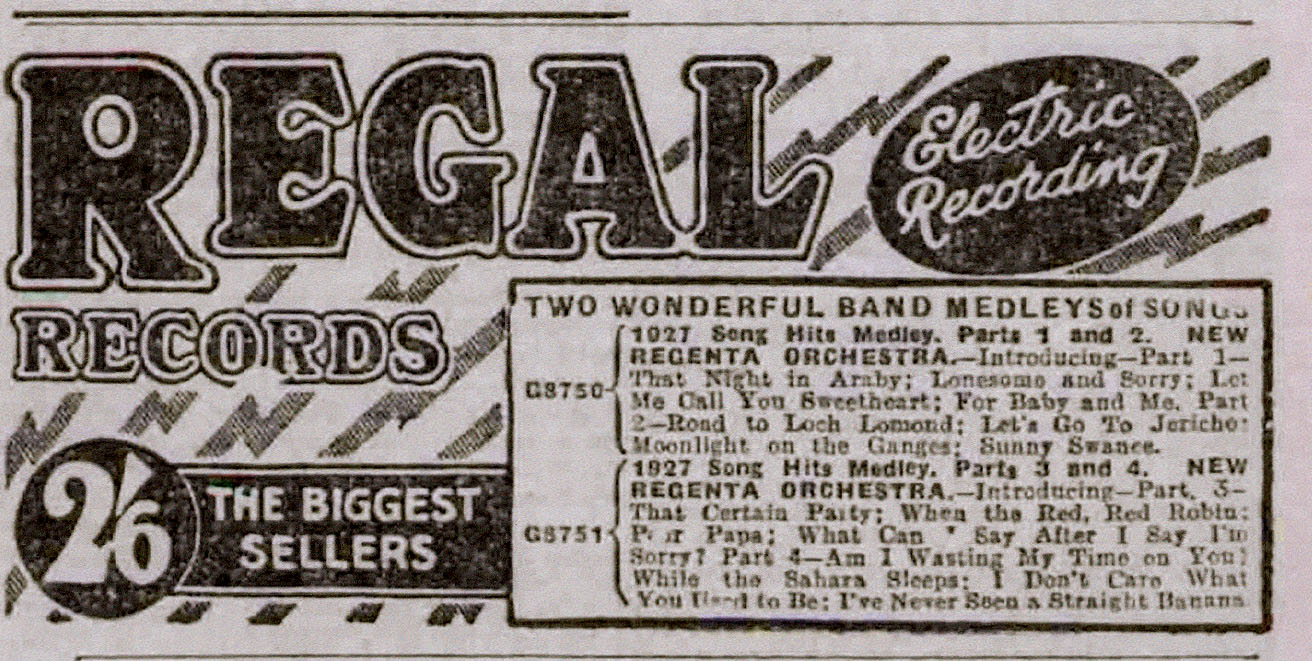 REGAL
Electric
Recording
RECORDS
2/6
THE BIGGEST
SELLERS
TWO WONDERFUL BAND MEDLEYS of SONGS
G8750
1927 Song Hits Medley. Parts 1 and 2. NEW
REGENTA ORCHESTRA.—Introducing—Part 1—
That Night in Araby; Lonesome and Sorry; Let
Me Call You Sweetheart; For Baby and Me. Part
2—Road to Loch Lomond; Let's Go To Jericho;
Moonlight on the Ganges; Sunny Swanee.
G8751
1927 Song Hits Medley. Parts 3 and 4. NEW
REGENTA ORCHESTRA.—Introducing—Part. 3—
That Certain Party; When the Red, Red Robin;
Papa; What Can Say After I Say I'm
Sorry? Part 4—Am I Wasting My Time on You?
While the Sahara Sleeps; I Don't Care What
You Used to Be; I've Never Seen a Straight Banana.